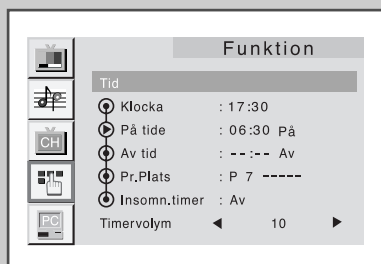 Funktion
Tid
Klocka : 17:30
På tide : 06:30 På
Av tid : --:-- Av
Pr.Plats : P 7 -----
Insomn.timer : Av
Timervolym ◀ 10 ▶
CH
PC